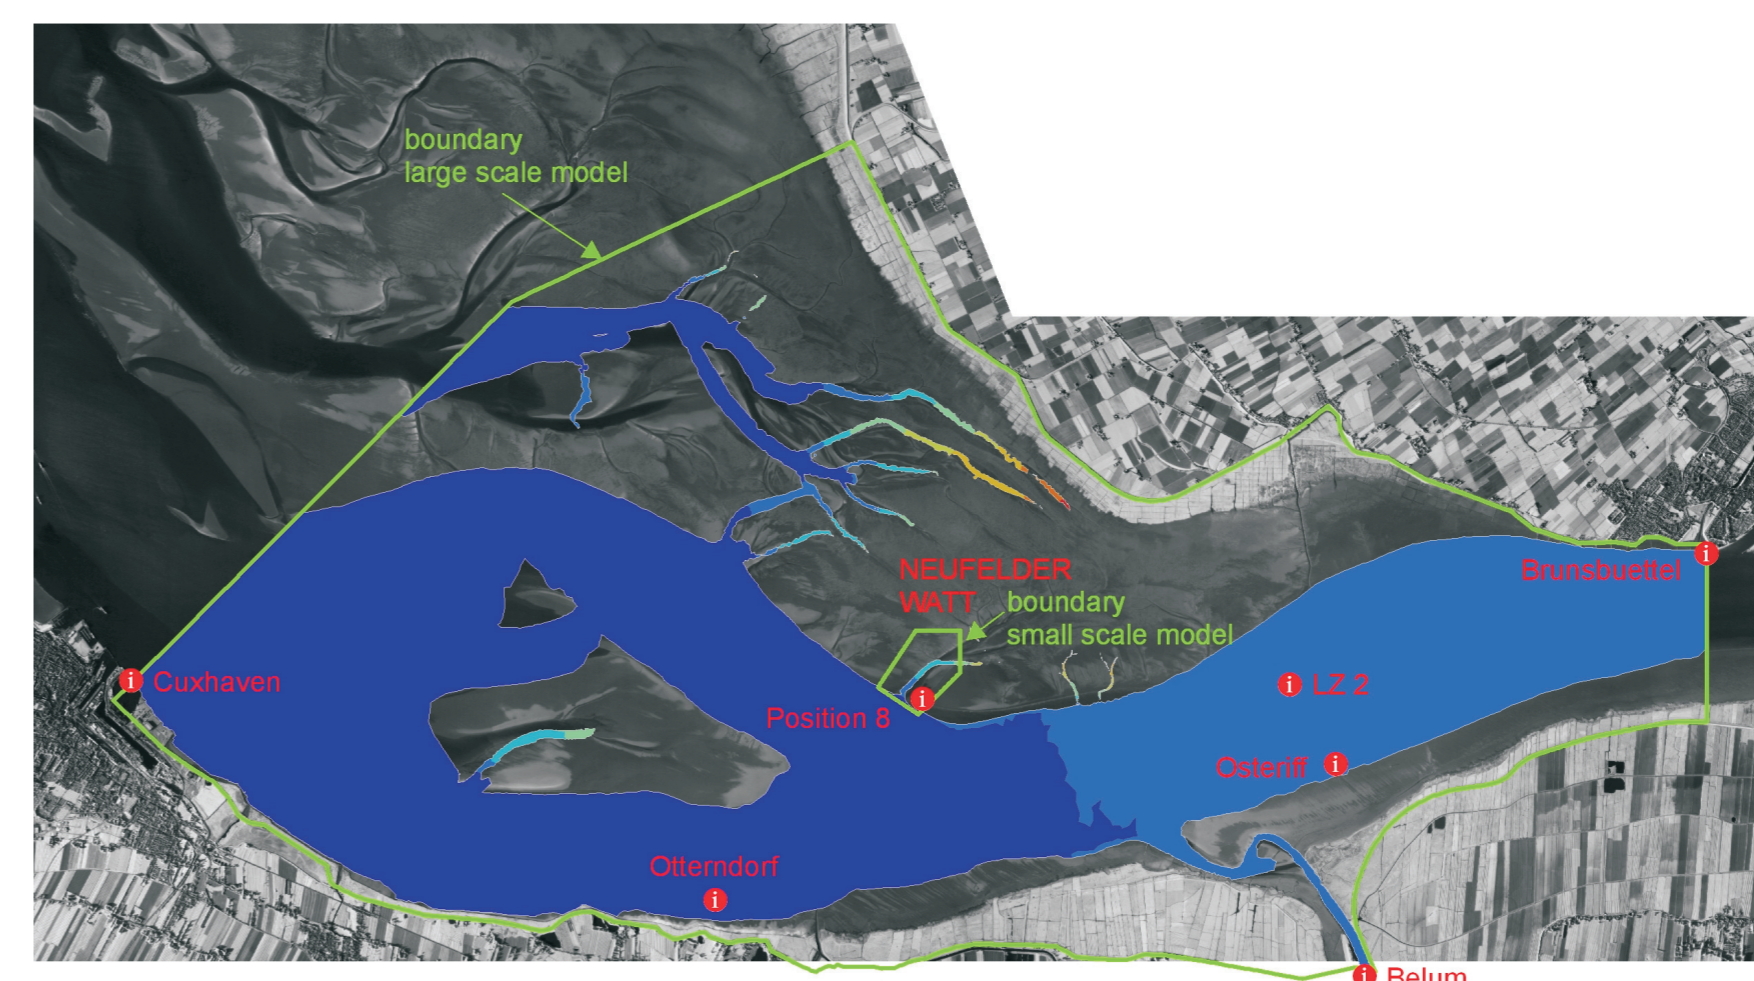 boundary
large scale model
NEUFELDER
WATT
boundary
small scale model
Brunsbuettel
i
i
Cuxhaven
i
LZ 2
i
Position 8
Osteriff
i
Otterndorf
i
i
Belum